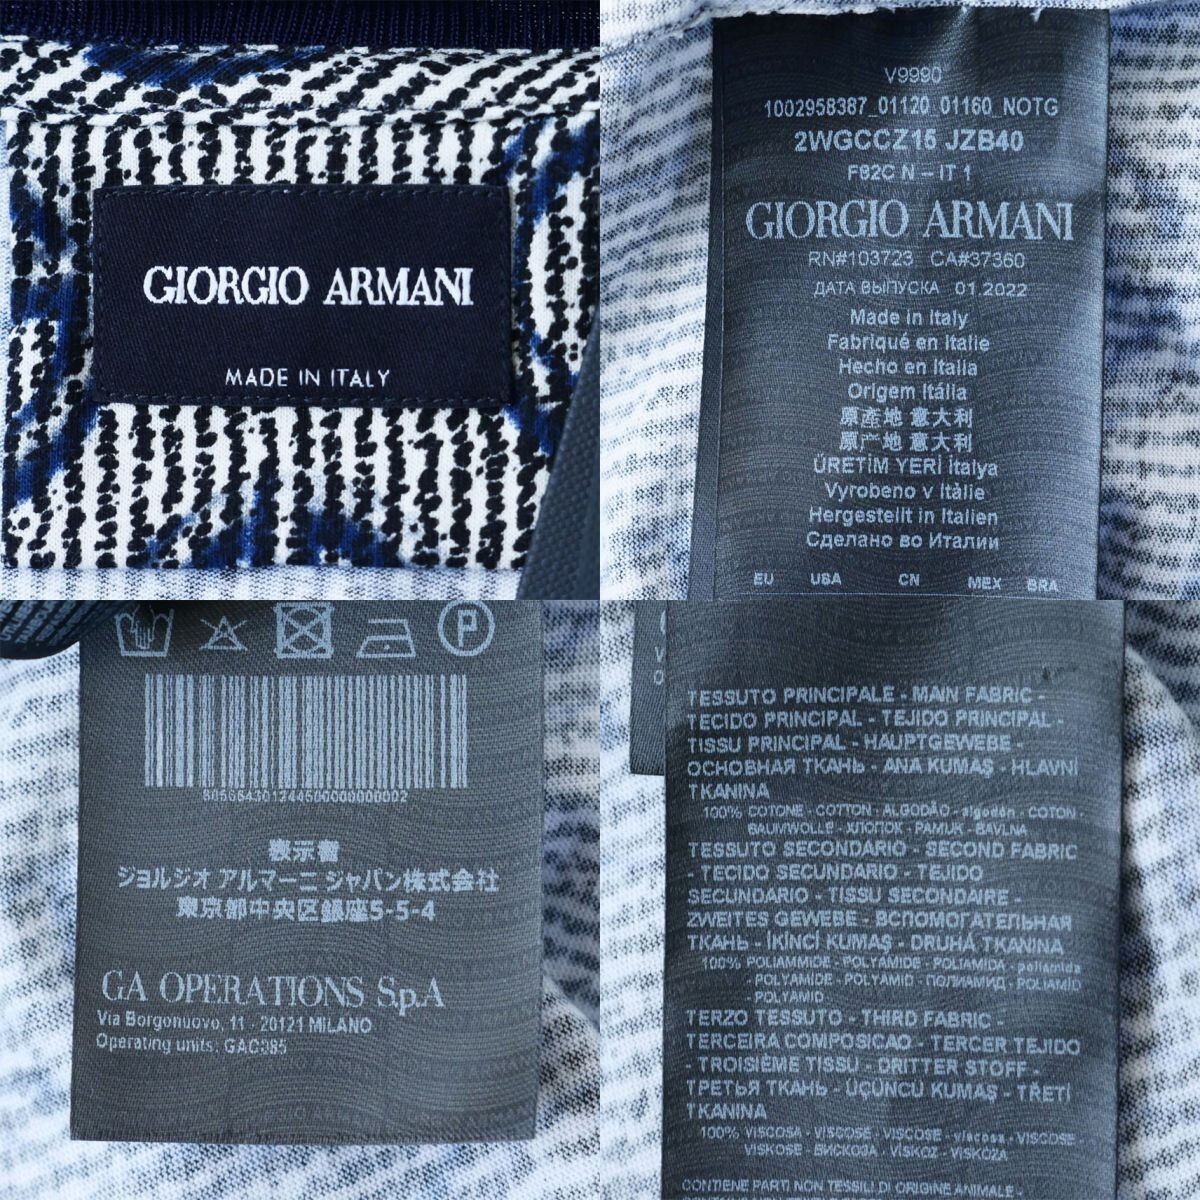 GIORGIO ARMANI
MADE IN ITALY
V9990
1002958387_01120_01160_NOTG
2WGCCZ15 JZB40
F92C N – IT 1
GIORGIO ARMANI
RN#103723 CA#37360
ДАТА ВЫПУСКА 01.2022
Made in Italy
Fabriqué en Italie
Hecho en Italia
Origem Itália
原產地 意大利
原产地 意大利
ÜRETİM YERİ İtalya
Vyrobeno v Itálie
Hergestellt in Italien
Сделано во Италии
EU USA CN MEX BRA
P
表示者
ジョルジオ アルマーニ ジャパン株式会社
東京都中央区銀座5-5-4
GA OPERATIONS S.p.A
Via Borgonuovo, 11 - 20121 MILANO
Operating units: GAC085
TESSUTO PRINCIPALE - MAIN FABRIC -
TECIDO PRINCIPAL - TEJIDO PRINCIPAL -
TISSU PRINCIPAL - HAUPTGEWEBE -
ОСНОВНАЯ ТКАНЬ - ANA KUMAŞ - HLAVNÍ
TKANINA
100% COTONE - COTTON - ALGODÃO - algodón - COTON -
BAUMWOLLE - ХЛОПОК - PAMUK - BAVLNA
TESSUTO SECONDARIO - SECOND FABRIC
- TECIDO SECUNDARIO - TEJIDO
SECUNDARIO - TISSU SECONDAIRE -
ZWEITES GEWEBE - ВСПОМОГАТЕЛЬНАЯ
ТКАНЬ - İKİNCİ KUMAŞ - DRUHÁ TKANINA
100% POLIAMMIDE - POLYAMIDE - POLIAMIDA - poliamida
- POLYAMIDE - POLYAMID - ПОЛИАМИД - POLIAMİD
- POLYAMID
TERZO TESSUTO - THIRD FABRIC -
TERCEIRA COMPOSICAO - TERCER TEJIDO
- TROISIÈME TISSU - DRITTER STOFF -
ТРЕТЬЯ ТКАНЬ - ÜÇÜNCÜ KUMAŞ - TŘETÍ
TKANINA
100% VISCOSA - VISCOSE - VISCOSE - viscosa - VISCOSE -
VISKOSE - ВИСКОЗА - VİSKOZ - VISKOZA
CONTIENE PARTI NON TESSILI DI ORIGINE ANIMALE